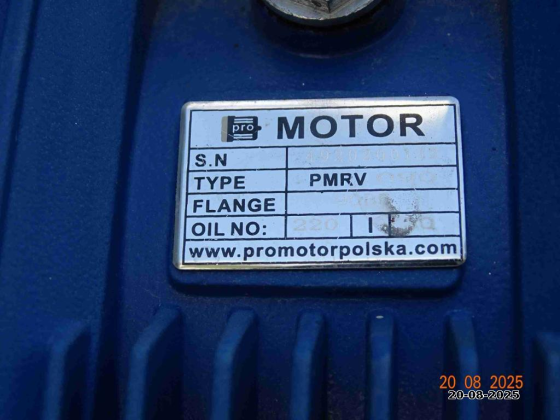 pro MOTOR
S.N
TYPE PMRV
FLANGE
OIL NO: 220 I
www.promotorpolska.com
20 08 2025
20-08-2025